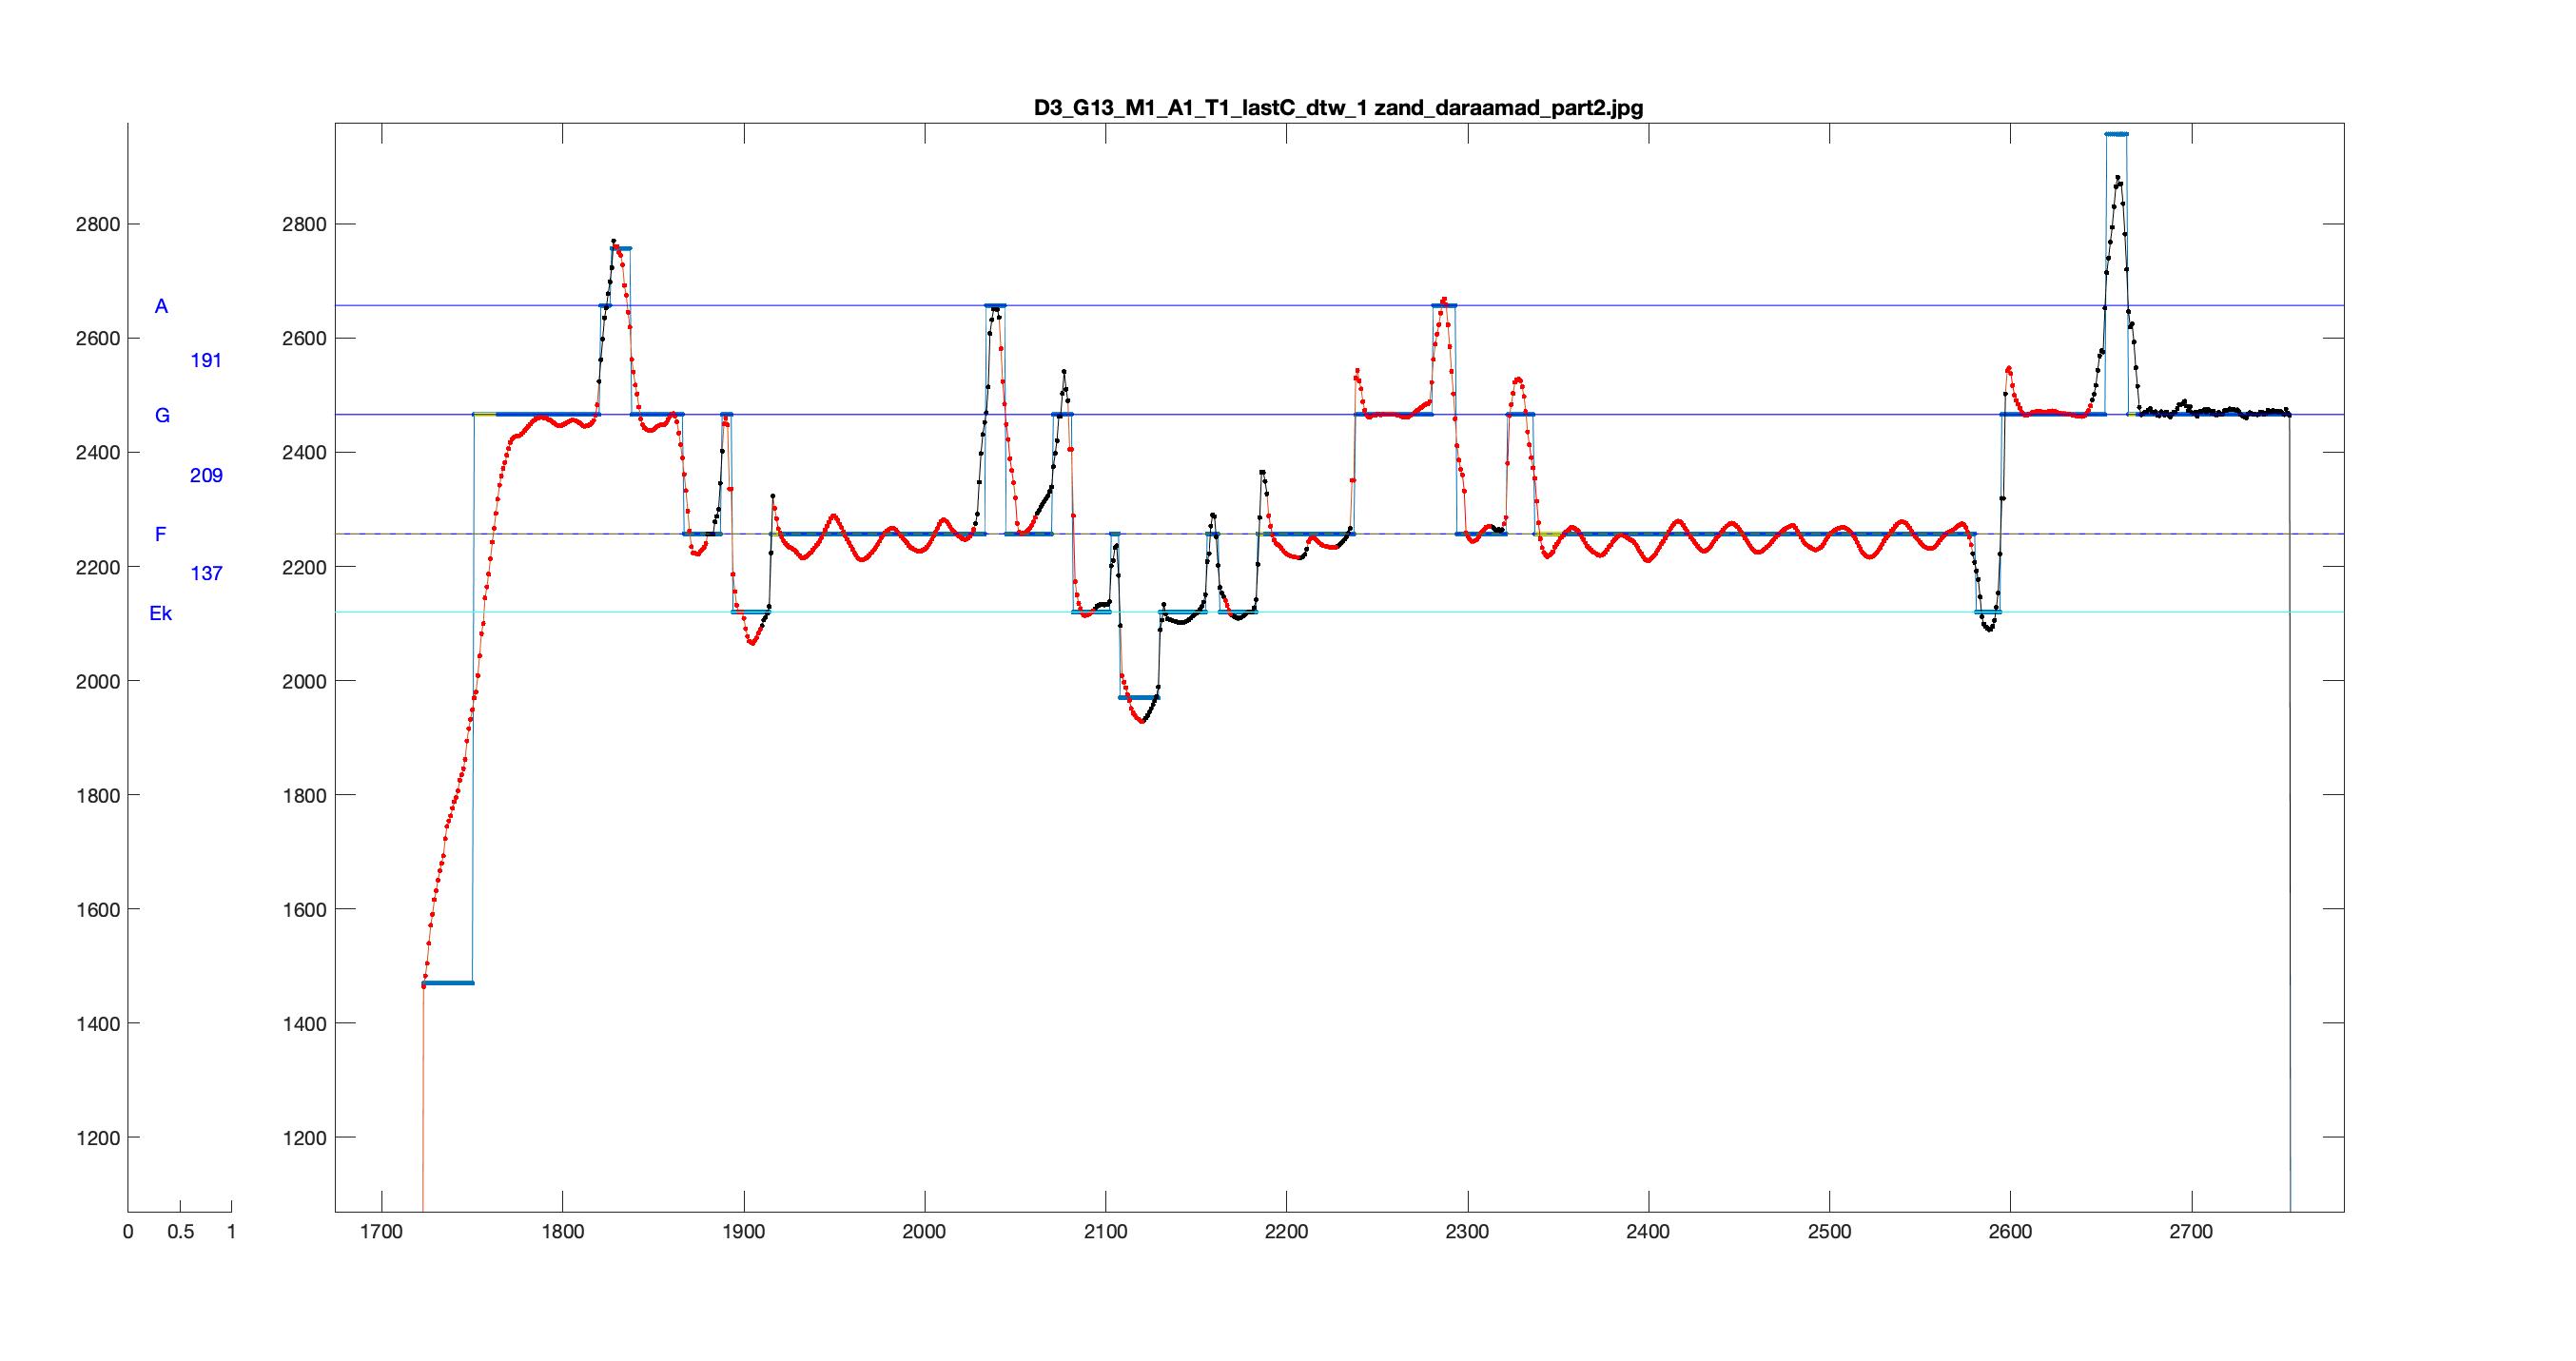 D3_G13_M1_A1_T1_lastC_dtw_1 zand_daraamad_part2.jpg
2800 2800
A
2600 2600
191
G
2400 2400
209
F
2200 2200
137
Ek
2000 2000
1800 1800
1600 1600
1400 1400
1200 1200
0 0.5 1 1700 1800 1900 2000 2100 2200 2300 2400 2500 2600 2700